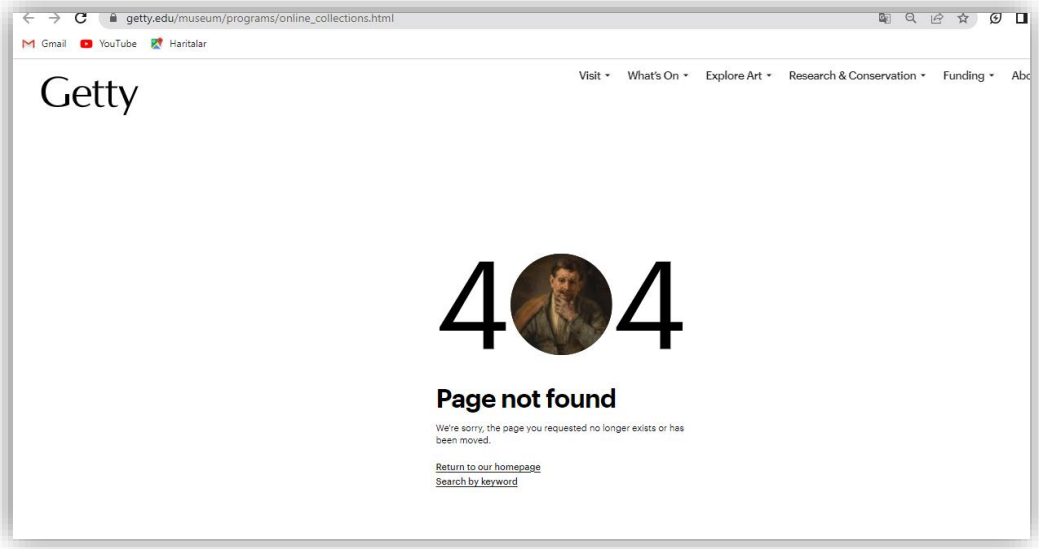 getty.edu/museum/programs/online_collections.html
Gmail YouTube Haritalar
Getty
Visit What's On Explore Art Research & Conservation Funding Abo
404
Page not found
We're sorry, the page you requested no longer exists or has
been moved.
Return to our homepage
Search by keyword